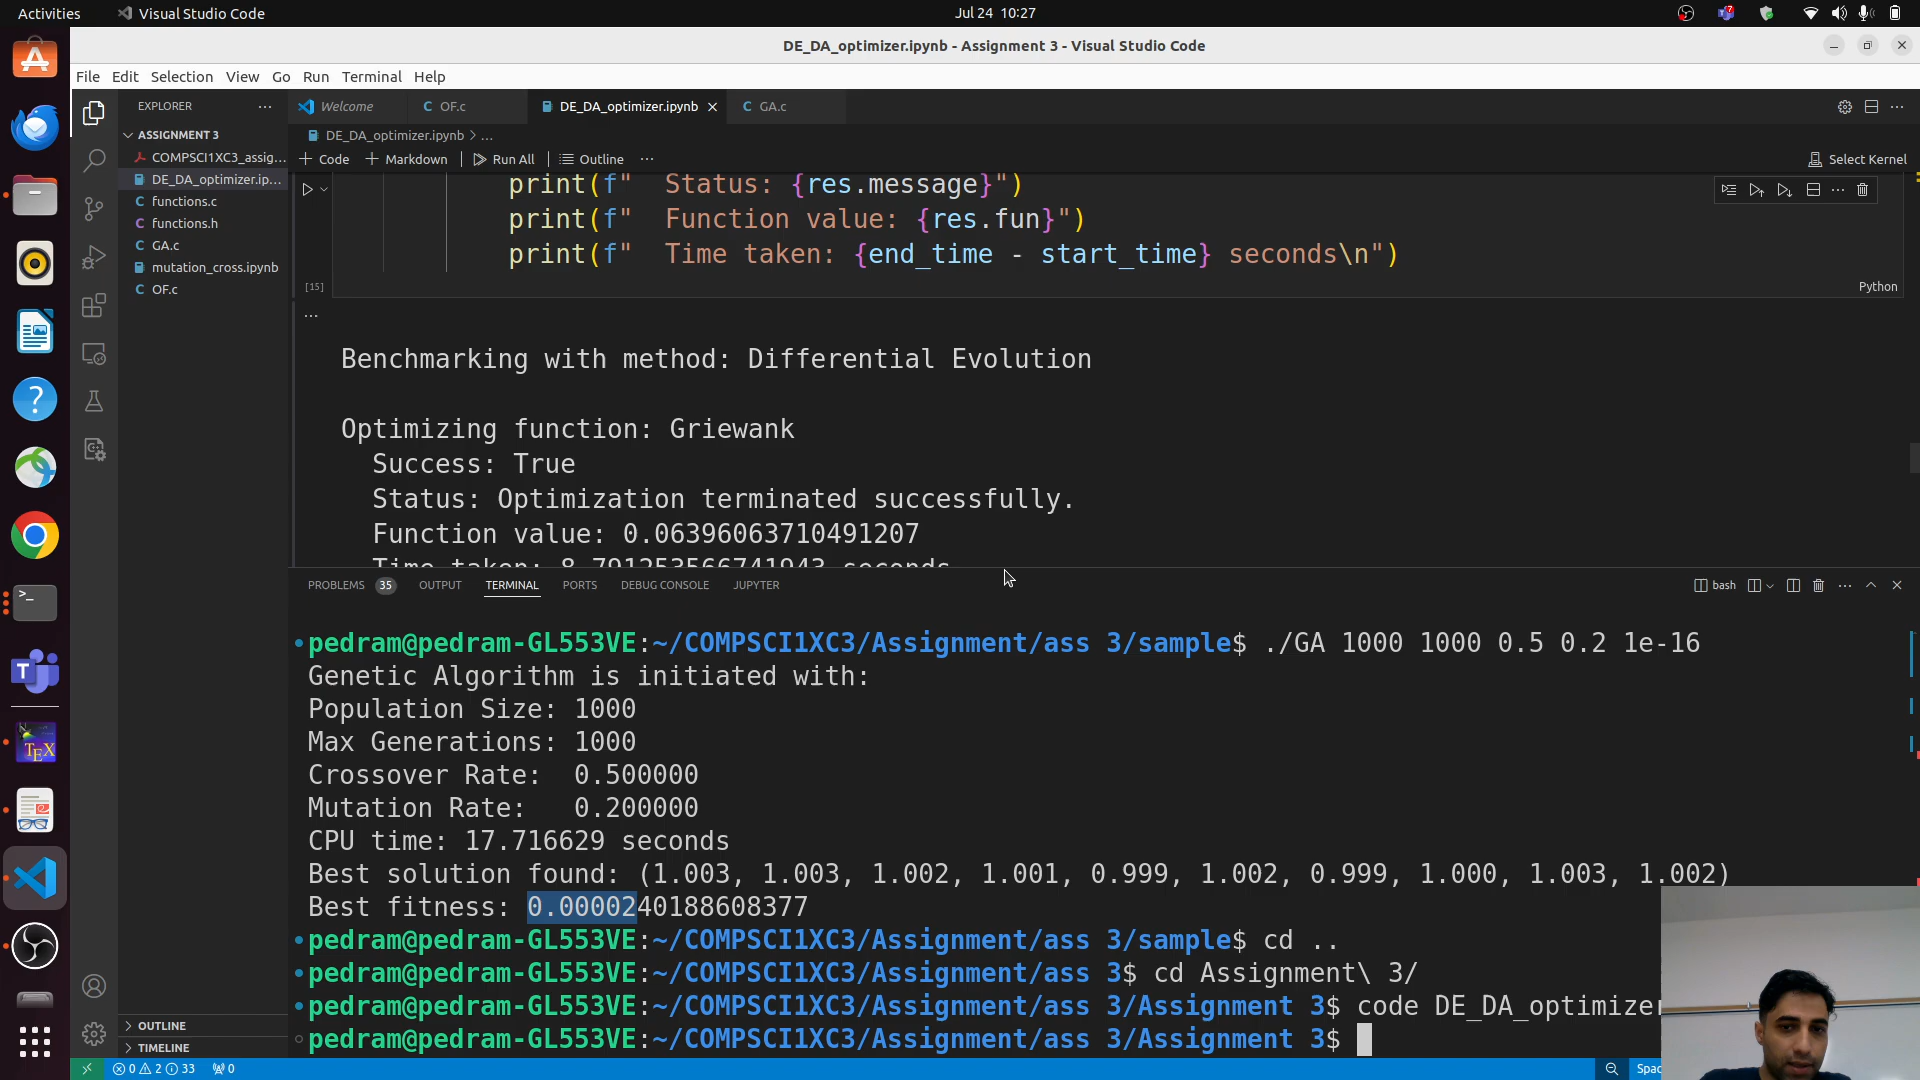 Activities
Visual Studio Code
Jul 24 10:27
DE_DA_optimizer.ipynb - Assignment 3 - Visual Studio Code
File Edit Selection View Go Run Terminal Help
EXPLORER
ASSIGNMENT 3
COMPSCI1XC3_assig...
DE_DA_optimizer.ip...
functions.c
functions.h
GA.c
mutation_cross.ipynb
OF.c
OUTLINE
TIMELINE
Welcome
OF.c
DE_DA_optimizer.ipynb
GA.c
DE_DA_optimizer.ipynb > ...
+ Code + Markdown Run All Outline ...
Select Kernel
print(f"  Status: {res.message}")
print(f"  Function value: {res.fun}")
print(f"  Time taken: {end_time - start_time} seconds\n")
[15]
Python
...
Benchmarking with method: Differential Evolution
Optimizing function: Griewank
Success: True
Status: Optimization terminated successfully.
Function value: 0.06396063710491207
Time taken: 8.791253566741943 seconds
PROBLEMS 35 OUTPUT TERMINAL PORTS DEBUG CONSOLE JUPYTER
bash
pedram@pedram-GL553VE:~/COMPSCI1XC3/Assignment/ass 3/sample$ ./GA 1000 1000 0.5 0.2 1e-16
Genetic Algorithm is initiated with:
Population Size: 1000
Max Generations: 1000
Crossover Rate:  0.500000
Mutation Rate:   0.200000
CPU time: 17.716629 seconds
Best solution found: (1.003, 1.003, 1.002, 1.001, 0.999, 1.002, 0.999, 1.000, 1.003, 1.002)
Best fitness: 0.0000240188608377
pedram@pedram-GL553VE:~/COMPSCI1XC3/Assignment/ass 3/sample$ cd ..
pedram@pedram-GL553VE:~/COMPSCI1XC3/Assignment/ass 3$ cd Assignment\ 3/
pedram@pedram-GL553VE:~/COMPSCI1XC3/Assignment/ass 3/Assignment 3$ code DE_DA_optimizer
pedram@pedram-GL553VE:~/COMPSCI1XC3/Assignment/ass 3/Assignment 3$
0 2 33 0
Spac